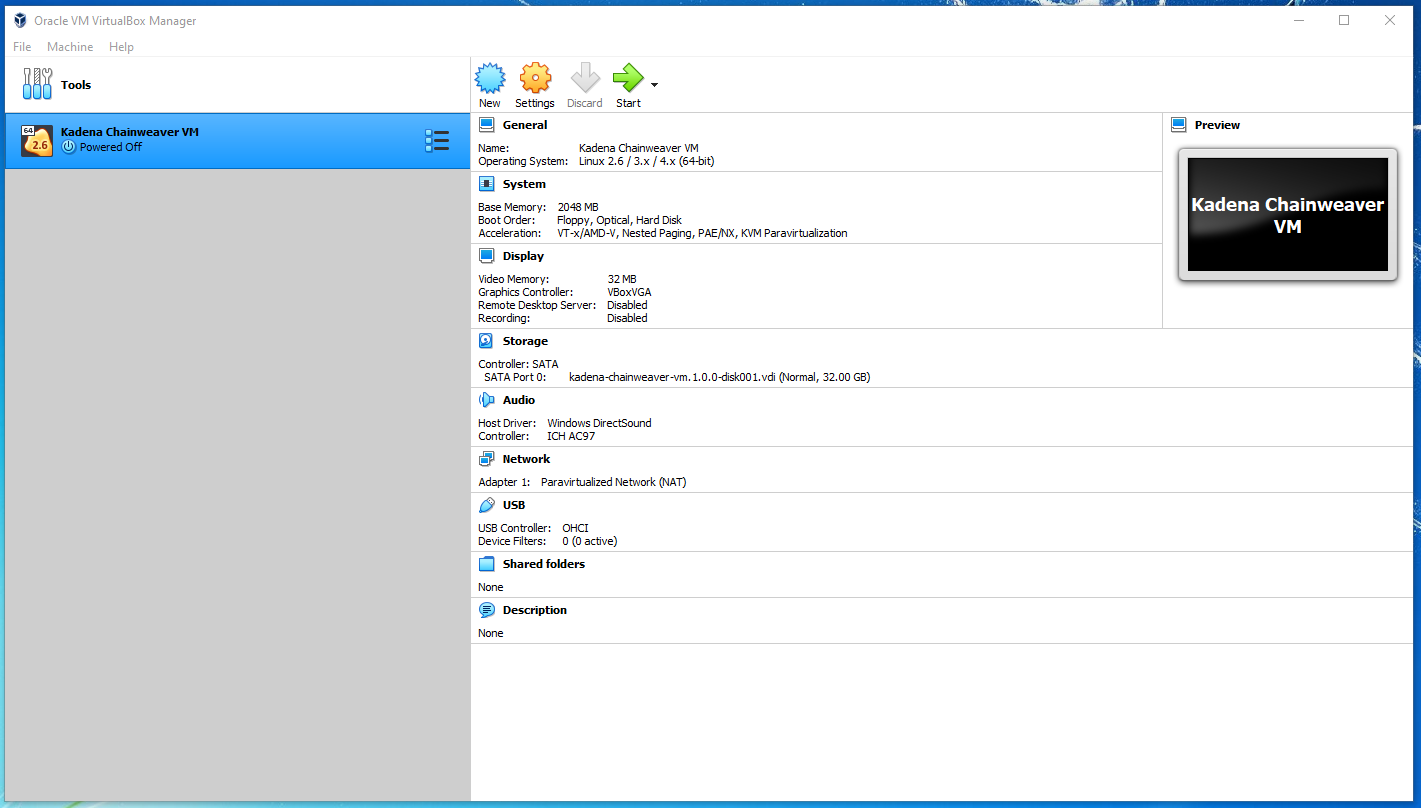 Oracle VM VirtualBox Manager
File Machine Help
Tools
New Settings Discard Start
64
2.6
Kadena Chainweaver VM
Powered Off
General
Name: Kadena Chainweaver VM
Operating System: Linux 2.6 / 3.x / 4.x (64-bit)
System
Base Memory: 2048 MB
Boot Order: Floppy, Optical, Hard Disk
Acceleration: VT-x/AMD-V, Nested Paging, PAE/NX, KVM Paravirtualization
Display
Video Memory: 32 MB
Graphics Controller: VBoxVGA
Remote Desktop Server: Disabled
Recording: Disabled
Storage
Controller: SATA
SATA Port 0: kadena-chainweaver-vm.1.0.0-disk001.vdi (Normal, 32.00 GB)
Audio
Host Driver: Windows DirectSound
Controller: ICH AC97
Network
Adapter 1: Paravirtualized Network (NAT)
USB
USB Controller: OHCI
Device Filters: 0 (0 active)
Shared folders
None
Description
None
Preview
Kadena Chainweaver
VM